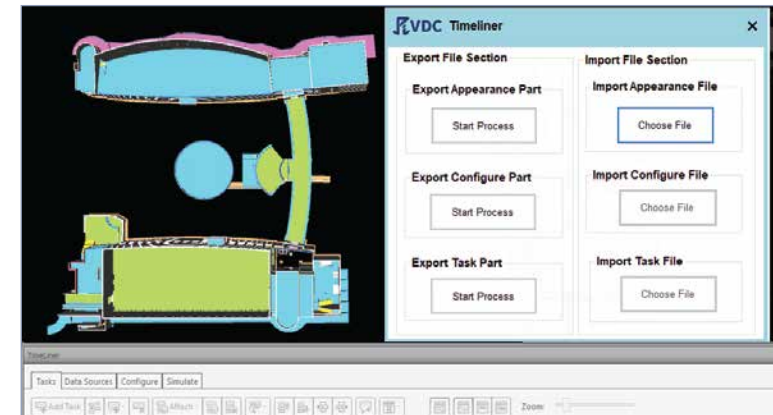 VDC Timeliner
Export File Section
Import File Section
Export Appearance Part
Import Appearance File
Start Process
Choose File
Export Configure Part
Import Configure File
Start Process
Choose File
Export Task Part
Import Task File
Start Process
Choose File
TimeLiner
Tasks Data Sources Configure Simulate
Add Task Attach Zoom: